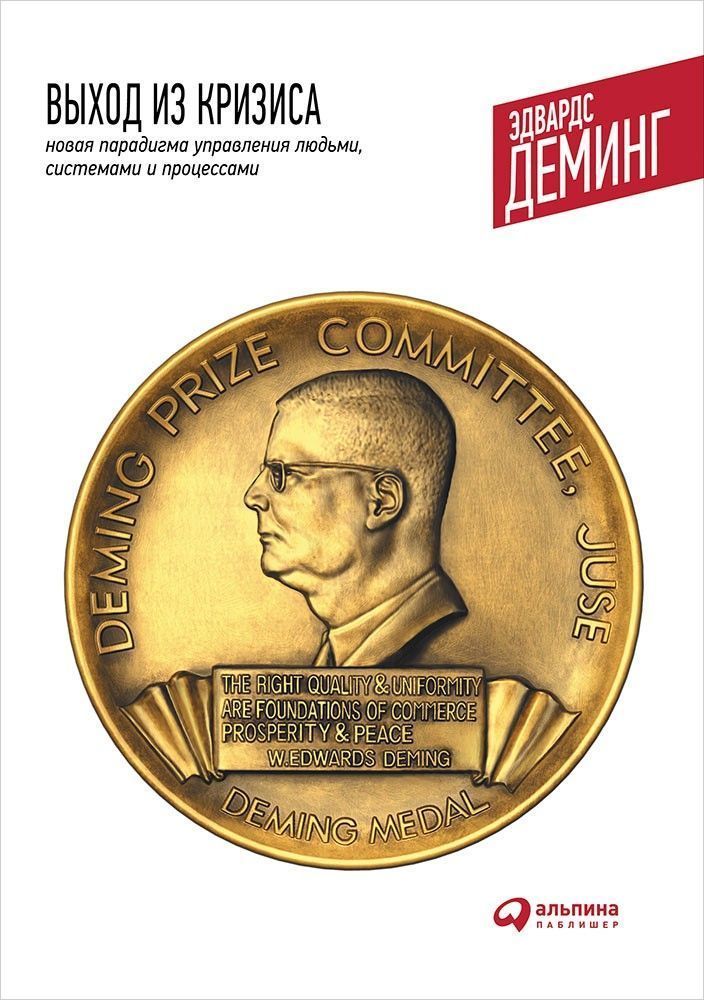 ВЫХОД ИЗ КРИЗИСА
новая парадигма управления людьми,
системами и процессами
ЭДВАРДС
ДЕМИНГ
DEMING PRIZE COMMITTEE, JUSE
THE RIGHT QUALITY & UNIFORMITY
ARE FOUNDATIONS OF COMMERCE
PROSPERITY & PEACE
W.EDWARDS DEMING
DEMING MEDAL
альпина
ПАБЛИШЕР